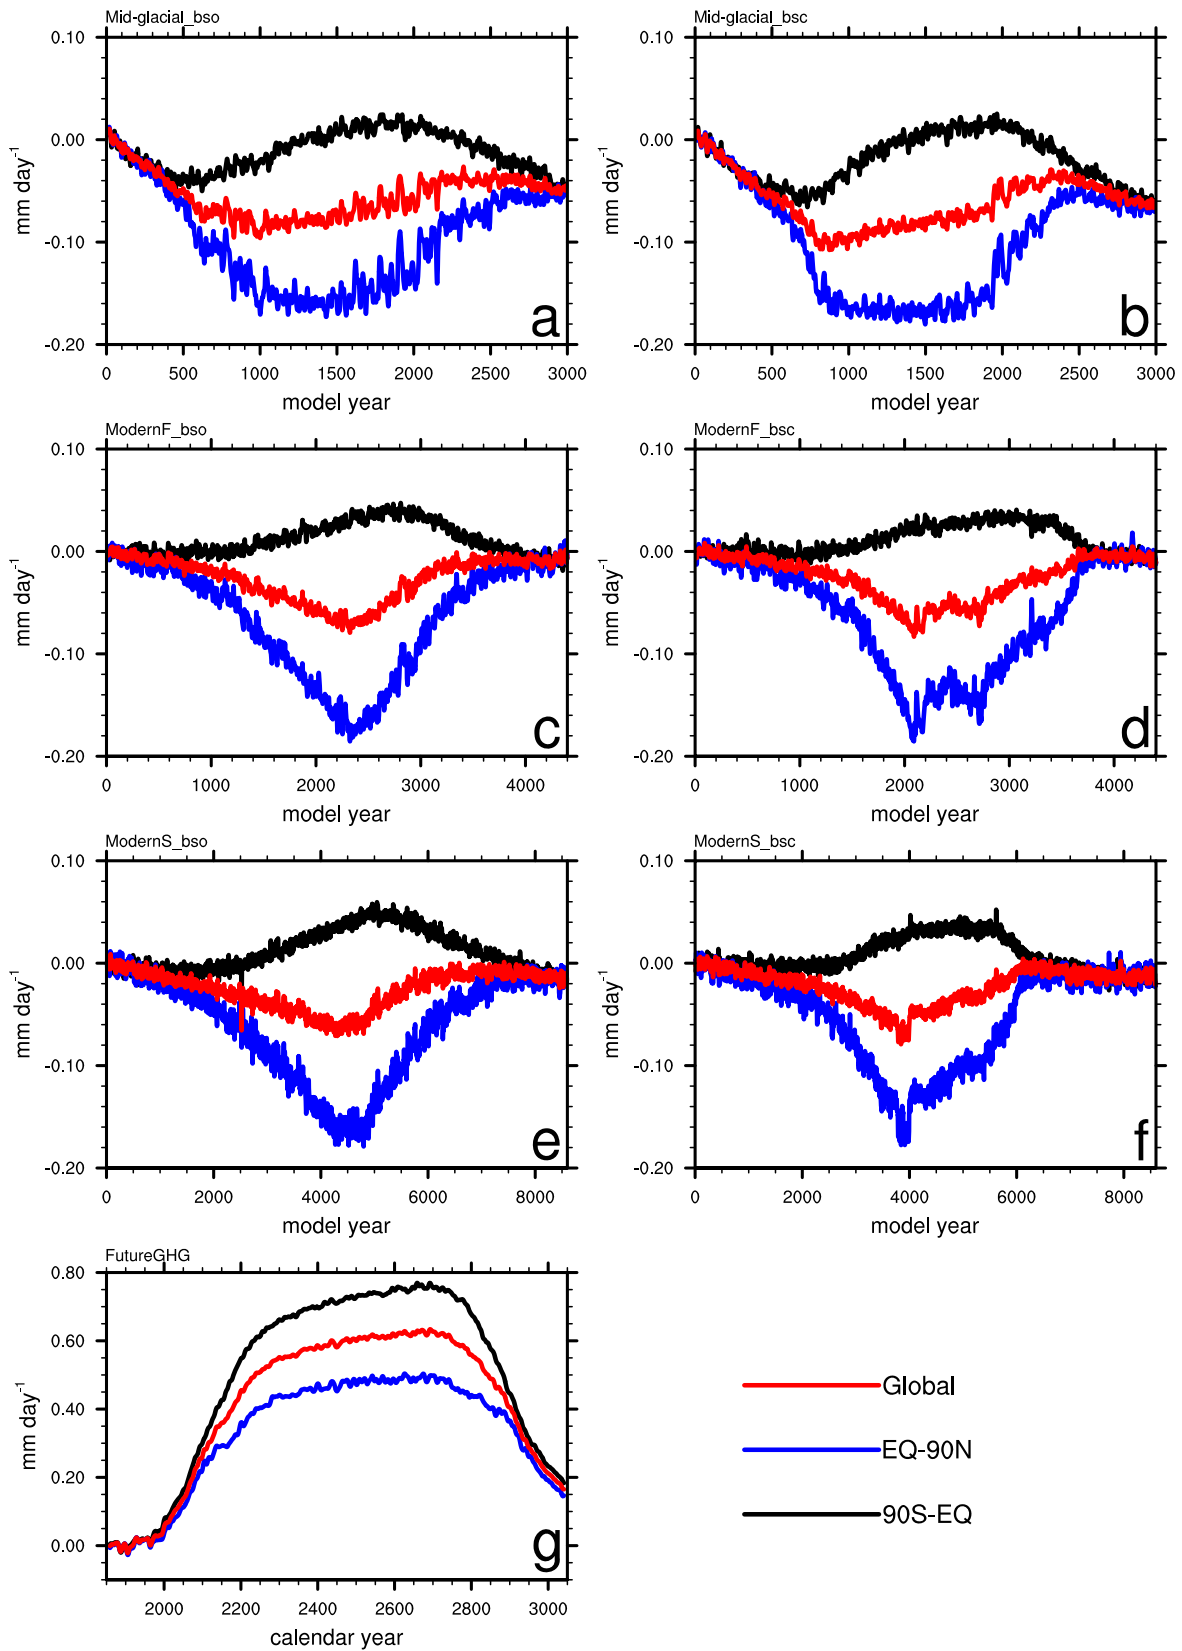 Mid-glacial_bso
0.10
0.00
-0.10
-0.20
mm day-1
0 500 1000 1500 2000 2500 3000
model year
a
Mid-glacial_bsc
0.10
0.00
-0.10
-0.20
mm day-1
0 500 1000 1500 2000 2500 3000
model year
b
ModernF_bso
0.10
0.00
-0.10
-0.20
mm day-1
0 1000 2000 3000 4000
model year
c
ModernF_bsc
0.10
0.00
-0.10
-0.20
mm day-1
0 1000 2000 3000 4000
model year
d
ModernS_bso
0.10
0.00
-0.10
-0.20
mm day-1
0 2000 4000 6000 8000
model year
e
ModernS_bsc
0.10
0.00
-0.10
-0.20
mm day-1
0 2000 4000 6000 8000
model year
f
FutureGHG
0.80
0.60
0.40
0.20
0.00
mm day-1
2000 2200 2400 2600 2800 3000
calendar year
g
Global
EQ-90N
90S-EQ